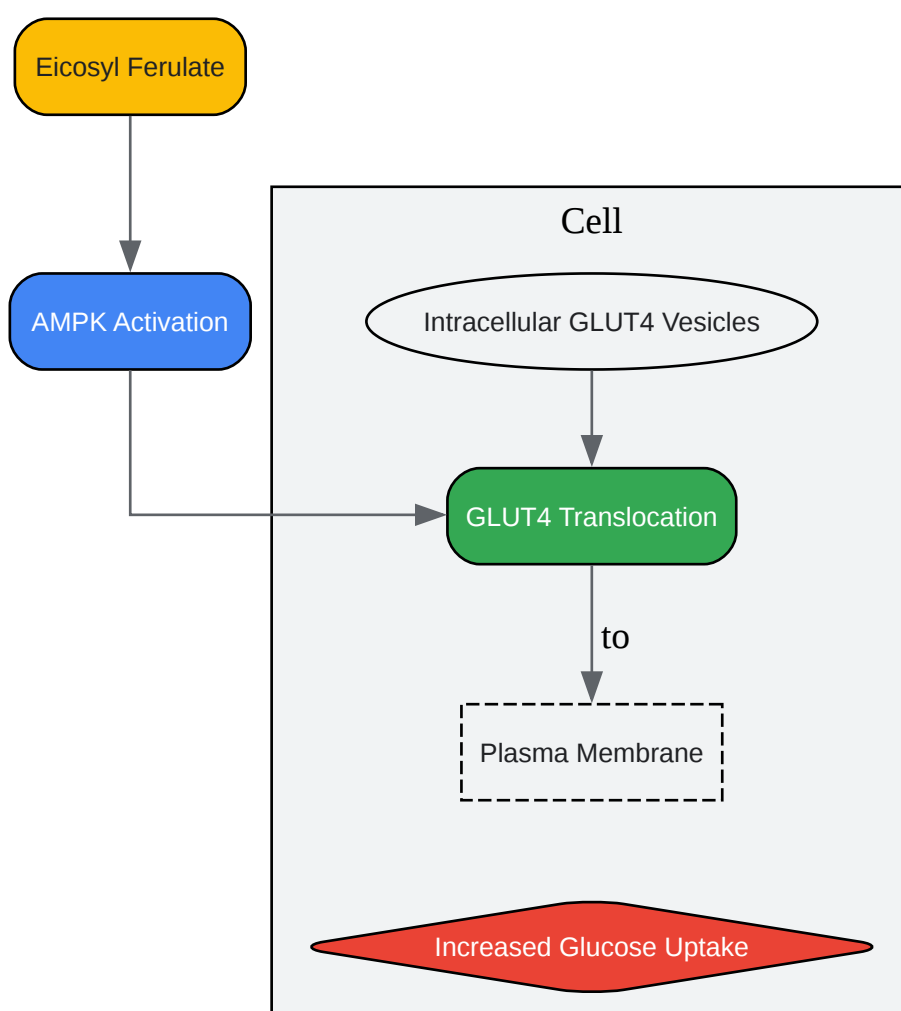 Eicosyl Ferulate
Cell
AMPK Activation
Intracellular GLUT4 Vesicles
GLUT4 Translocation
to
Plasma Membrane
Increased Glucose Uptake